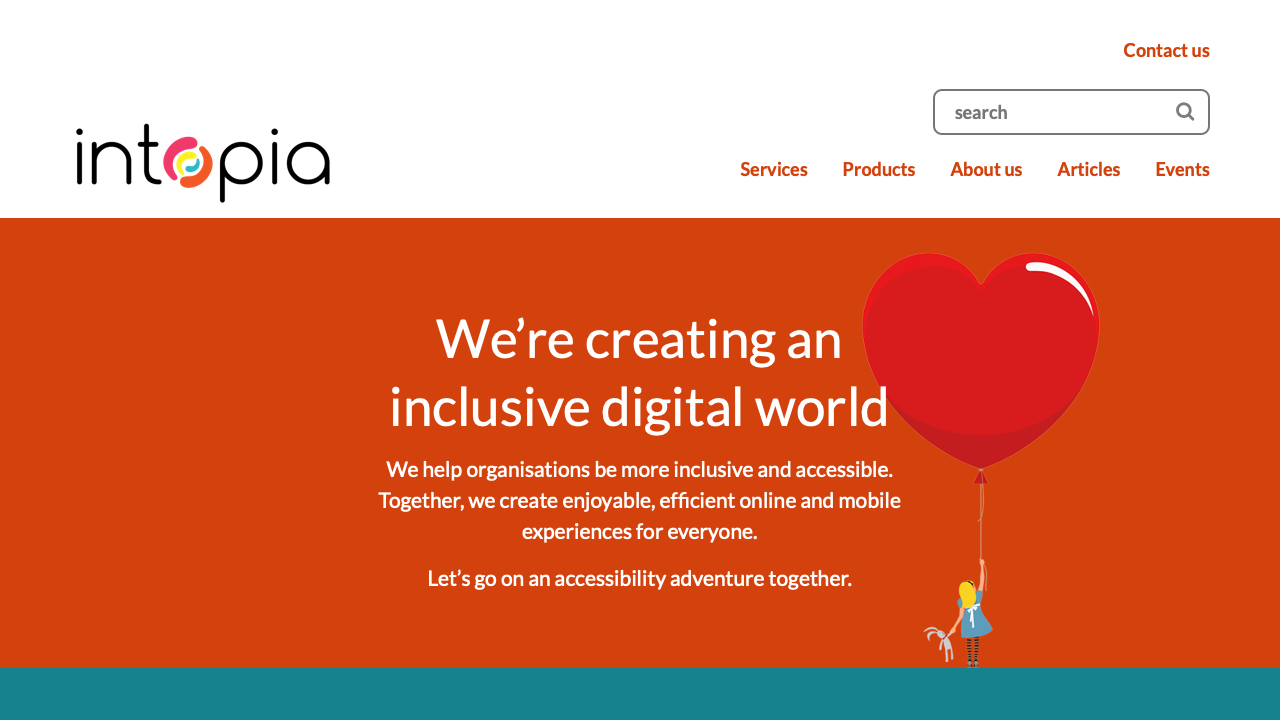 Contact us
search
intopia
Services Products About us Articles Events
We’re creating an
inclusive digital world
We help organisations be more inclusive and accessible.
Together, we create enjoyable, efficient online and mobile
experiences for everyone.
Let’s go on an accessibility adventure together.